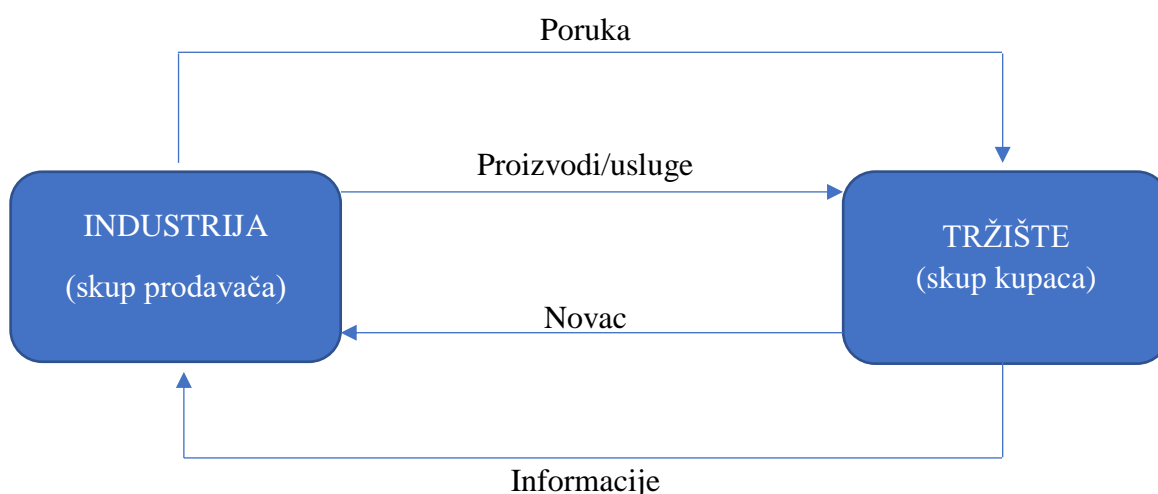 Poruka
Proizvodi/usluge
INDUSTRIJA
(skup prodavača)
TRŽIŠTE
(skup kupaca)
Novac
Informacije